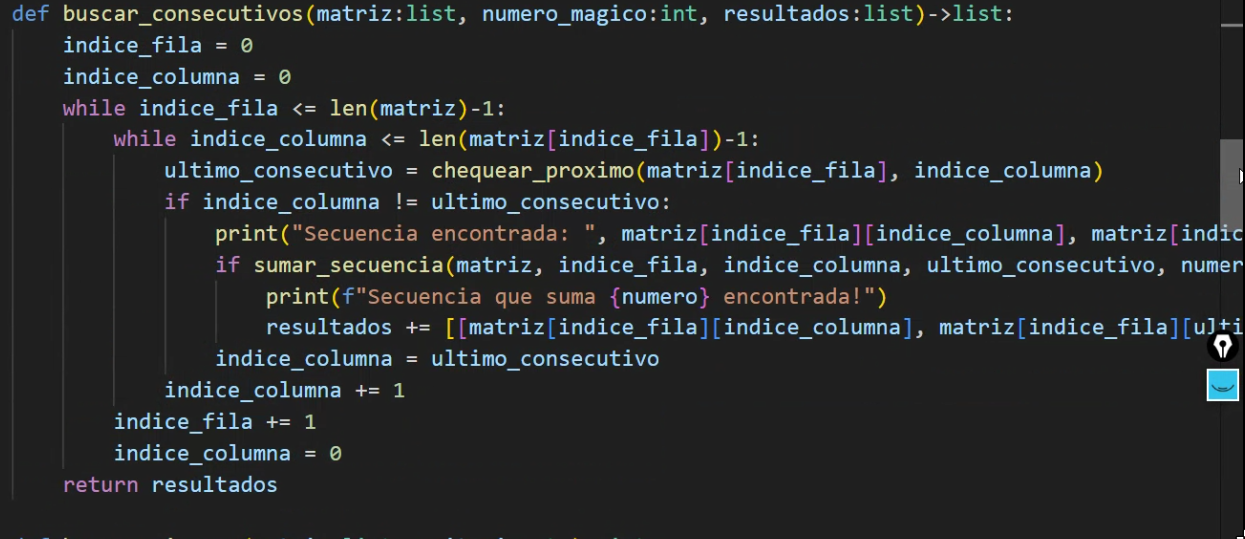 def buscar_consecutivos(matriz:list, numero_magico:int, resultados:list)->list:
    indice_fila = 0
    indice_columna = 0
    while indice_fila <= len(matriz)-1:
        while indice_columna <= len(matriz[indice_fila])-1:
            ultimo_consecutivo = chequear_proximo(matriz[indice_fila], indice_columna)
            if indice_columna != ultimo_consecutivo:
                print("Secuencia encontrada: ", matriz[indice_fila][indice_columna], matriz[indic
                if sumar_secuencia(matriz, indice_fila, indice_columna, ultimo_consecutivo, numer
                    print(f"Secuencia que suma {numero} encontrada!")
                    resultados += [[matriz[indice_fila][indice_columna], matriz[indice_fila][ulti
                indice_columna = ultimo_consecutivo
            indice_columna += 1
        indice_fila += 1
        indice_columna = 0
    return resultados